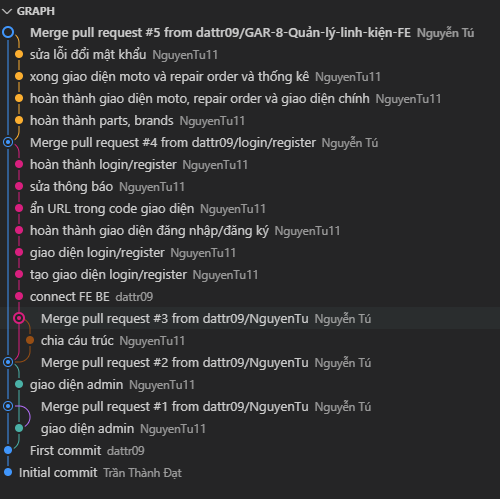 GRAPH
Merge pull request #5 from dattr09/GAR-8-Quản-lý-linh-kiện-FE Nguyễn Tú
sửa lỗi đổi mật khẩu NguyenTu11
xong giao diện moto và repair order và thống kê NguyenTu11
hoàn thành giao diện moto, repair order và giao diện chính NguyenTu11
hoàn thành parts, brands NguyenTu11
Merge pull request #4 from dattr09/login/register Nguyễn Tú
hoàn thành login/register NguyenTu11
sửa thông báo NguyenTu11
ẩn URL trong code giao diện NguyenTu11
hoàn thành giao diện đăng nhập/đăng ký NguyenTu11
giao diện login/register NguyenTu11
tạo giao diện login/register NguyenTu11
connect FE BE dattr09
Merge pull request #3 from dattr09/NguyenTu Nguyễn Tú
chia cáu trúc NguyenTu11
Merge pull request #2 from dattr09/NguyenTu Nguyễn Tú
giao diện admin NguyenTu11
Merge pull request #1 from dattr09/NguyenTu Nguyễn Tú
giao diện admin NguyenTu11
First commit dattr09
Initial commit Trần Thành Đạt